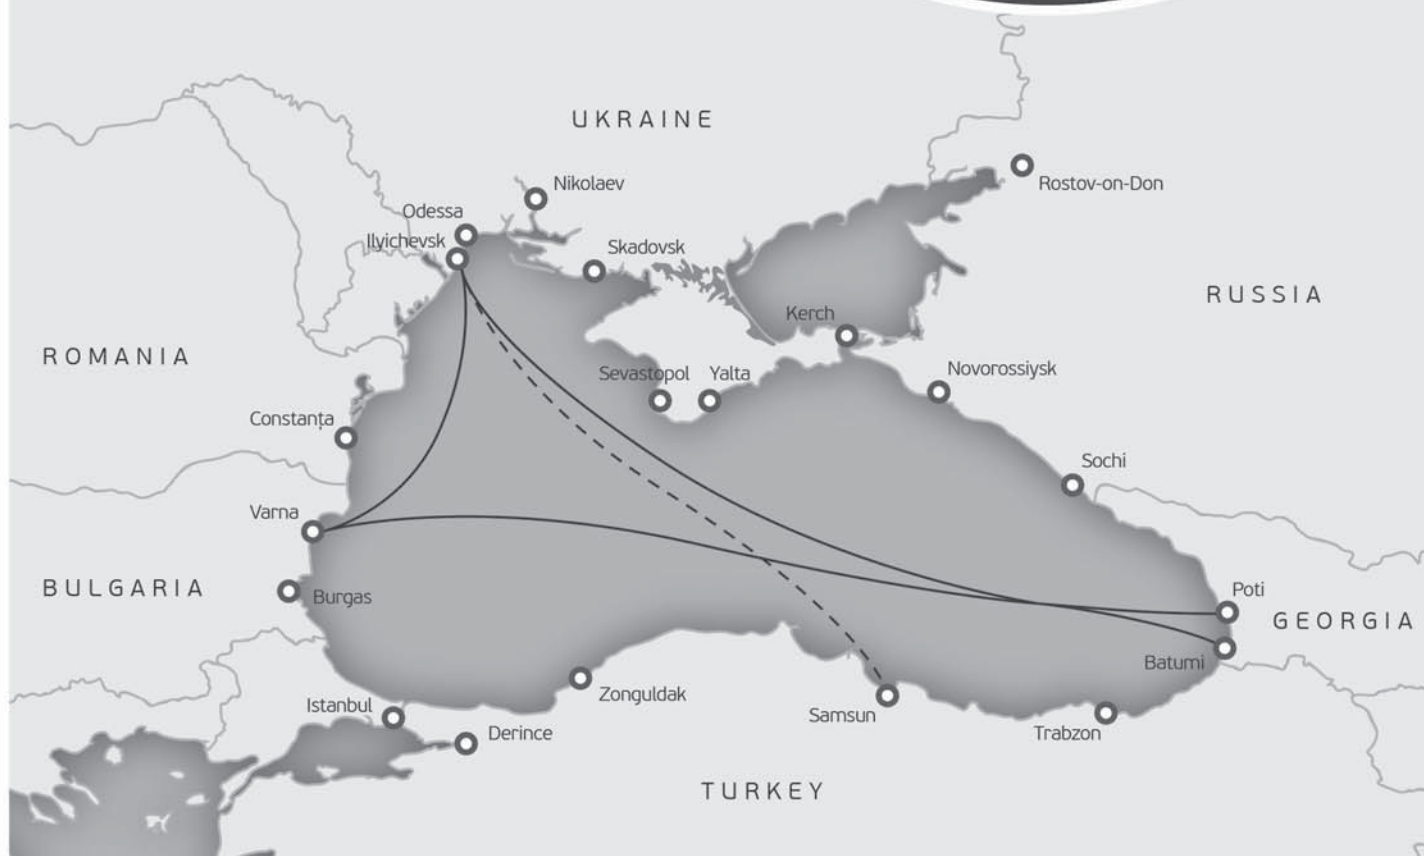 UKRAINE
Nikolaev
Rostov-on-Don
Odessa
Ilyichevsk
Skadovsk
RUSSIA
Kerch
ROMANIA
Sevastopol
Yalta
Novorossiysk
Constanța
Sochi
Varna
BULGARIA
Burgas
Poti
GEORGIA
Batumi
Zonguldak
Istanbul
Samsun
Derince
Trabzon
TURKEY